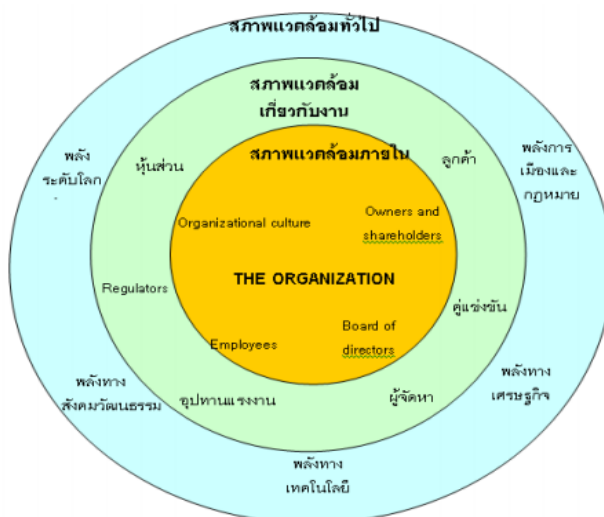 สภาพแวดล้อมทั่วไป
สภาพแวดล้อม
เกี่ยวกับงาน
สภาพแวดล้อมภายใน
พลัง
ระดับโลก
หุ้นส่วน
ลูกค้า
พลังการ
เมืองและ
กฎหมาย
Organizational culture
Owners and
shareholders
THE ORGANIZATION
Regulators
คู่แข่งขัน
Employees
Board of
directors
พลังทาง
สังคมวัฒนธรรม
อุปทานแรงงาน
ผู้จัดหา
พลังทาง
เศรษฐกิจ
พลังทาง
เทคโนโลยี